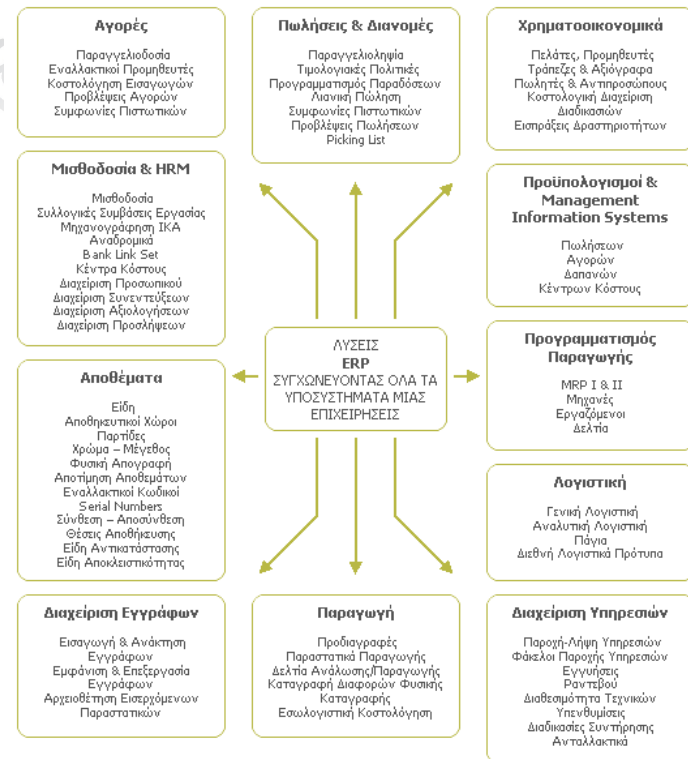 Αγορές
Παραγγελιοδοσία
Εναλλακτικοί Προμηθευτές
Κοστολόγηση Εισαγωγών
Προβλέψεις Αγορών
Συμφωνίες Πιστωτικών
Πωλήσεις & Διανομές
Παραγγελιοληψία
Τιμολογιακές Πολιτικές
Προγραμματισμός Παραδόσεων
Λιανική Πώληση
Συμφωνίες Πιστωτικών
Προβλέψεις Πωλήσεων
Picking List
Χρηματοοικονομικά
Πελάτες, Προμηθευτές
Τράπεζες & Αξιόγραφα
Πωλητές & Αντιπροσώπους
Κοστολογική Διαχείριση
Διαδικασιών
Εισπράξεις Δραστηριοτήτων
Μισθοδοσία & HRM
Μισθοδοσία
Συλλογικές Συμβάσεις Εργασίας
Μηχανογράφηση ΙΚΑ
Αναδρομικά
Bank Link Set
Κέντρα Κόστους
Διαχείριση Προσωπικού
Διαχείριση Συνεντεύξεων
Διαχείριση Αξιολογήσεων
Διαχείριση Προσλήψεων
Προϋπολογισμοί &
Management
Information Systems
Πωλήσεων
Αγορών
Δαπανών
Κέντρων Κόστους
ΛΥΣΕΙΣ
ERP
ΣΥΓΧΩΝΕΥΟΝΤΑΣ ΟΛΑ ΤΑ
ΥΠΟΣΥΣΤΗΜΑΤΑ ΜΙΑΣ
ΕΠΙΧΕΙΡΗΣΕΙΣ
Προγραμματισμός
Παραγωγής
MRP I & II
Μηχανές
Εργαζόμενοι
Δελτία
Αποθέματα
Είδη
Αποθηκευτικοί Χώροι
Παρτίδες
Χρώμα – Μέγεθος
Φυσική Απογραφή
Αποτίμηση Αποθεμάτων
Εναλλακτικοί Κωδικοί
Serial Numbers
Σύνθεση – Αποσύνθεση
Θέσεις Αποθήκευσης
Είδη Αντικατάστασης
Είδη Αποκλειστικότητας
Λογιστική
Γενική Λογιστική
Αναλυτική Λογιστική
Πάγια
Διεθνή Λογιστικά Πρότυπα
Διαχείριση Εγγράφων
Εισαγωγή & Ανάκτηση
Εγγράφων
Εμφάνιση & Επεξεργασία
Εγγράφων
Αρχειοθέτηση Εισερχόμενων
Παραστατικών
Παραγωγή
Προδιαγραφές
Παραστατικά Παραγωγής
Δελτία Ανάλωσης/Παραγωγής
Καταγραφή Διαφορών Φυσικής
Καταγραφής
Εσωλογιστική Κοστολόγηση
Διαχείριση Υπηρεσιών
Παροχή-Λήψη Υπηρεσιών
Φάκελοι Παροχής Υπηρεσιών
Εγγυήσεις
Ραντεβού
Διαθεσιμότητα Τεχνικών
Υπενθυμίσεις
Διαδικασίες Συντήρησης
Ανταλλακτικά